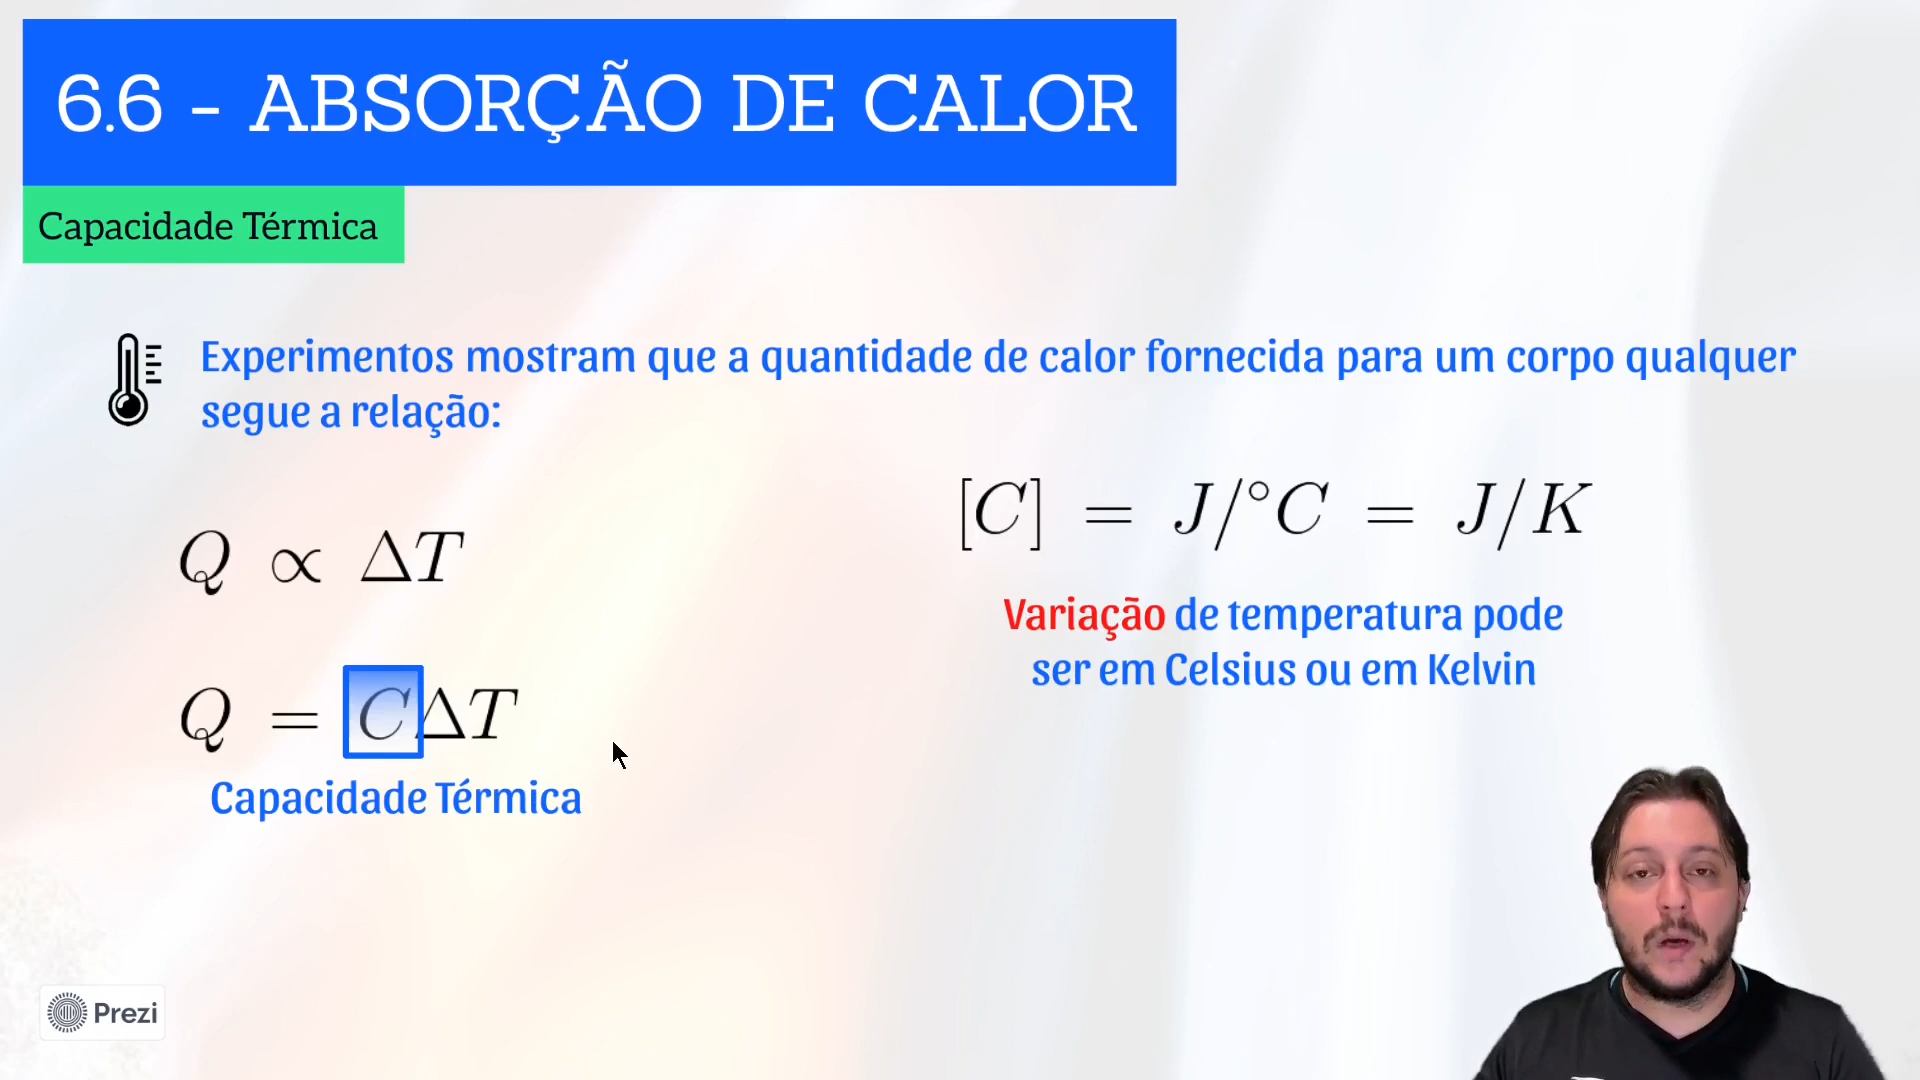 6.6 - ABSORÇÃO DE CALOR
Capacidade Térmica
Experimentos mostram que a quantidade de calor fornecida para um corpo qualquer
segue a relação:
Q ∝ ΔT
Q = CΔT
Capacidade Térmica
[C] = J/°C = J/K
Variação de temperatura pode
ser em Celsius ou em Kelvin
Prezi